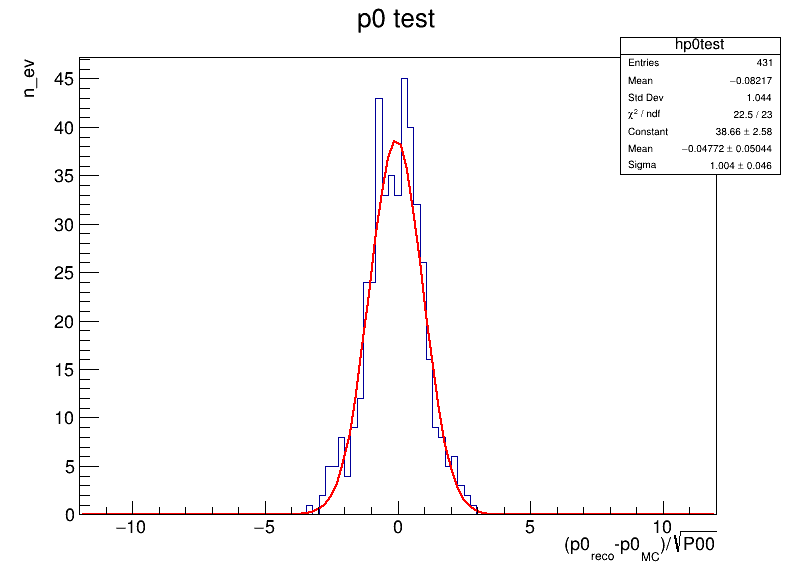 p0 test
hp0test
Entries 431
Mean −0.08217
Std Dev 1.044
χ² / ndf 22.5 / 23
Constant 38.66 ± 2.58
Mean −0.04772 ± 0.05044
Sigma 1.004 ± 0.046
n_ev
45
40
35
30
25
20
15
10
5
0
−10 −5 0 5 10
(p0reco-p0MC)/√P00